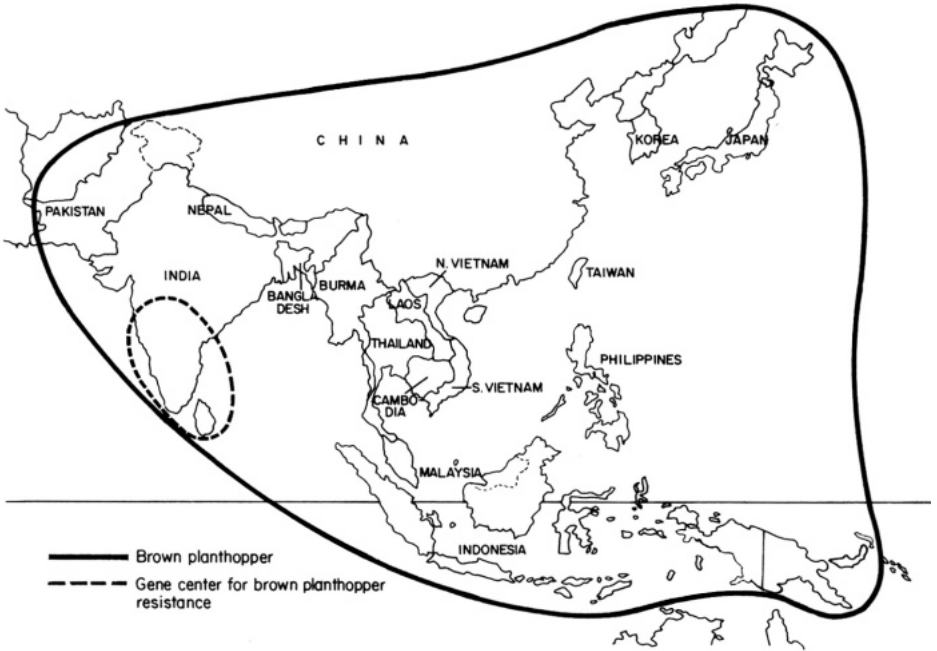 CHINA
KOREA
JAPAN
PAKISTAN
NEPAL
INDIA
BANGLA
DESH
BURMA
N. VIETNAM
LAOS
TAIWAN
THAILAND
PHILIPPINES
S. VIETNAM
CAMBO
DIA
MALAYSIA
INDONESIA
Brown planthopper
Gene center for brown planthopper
resistance